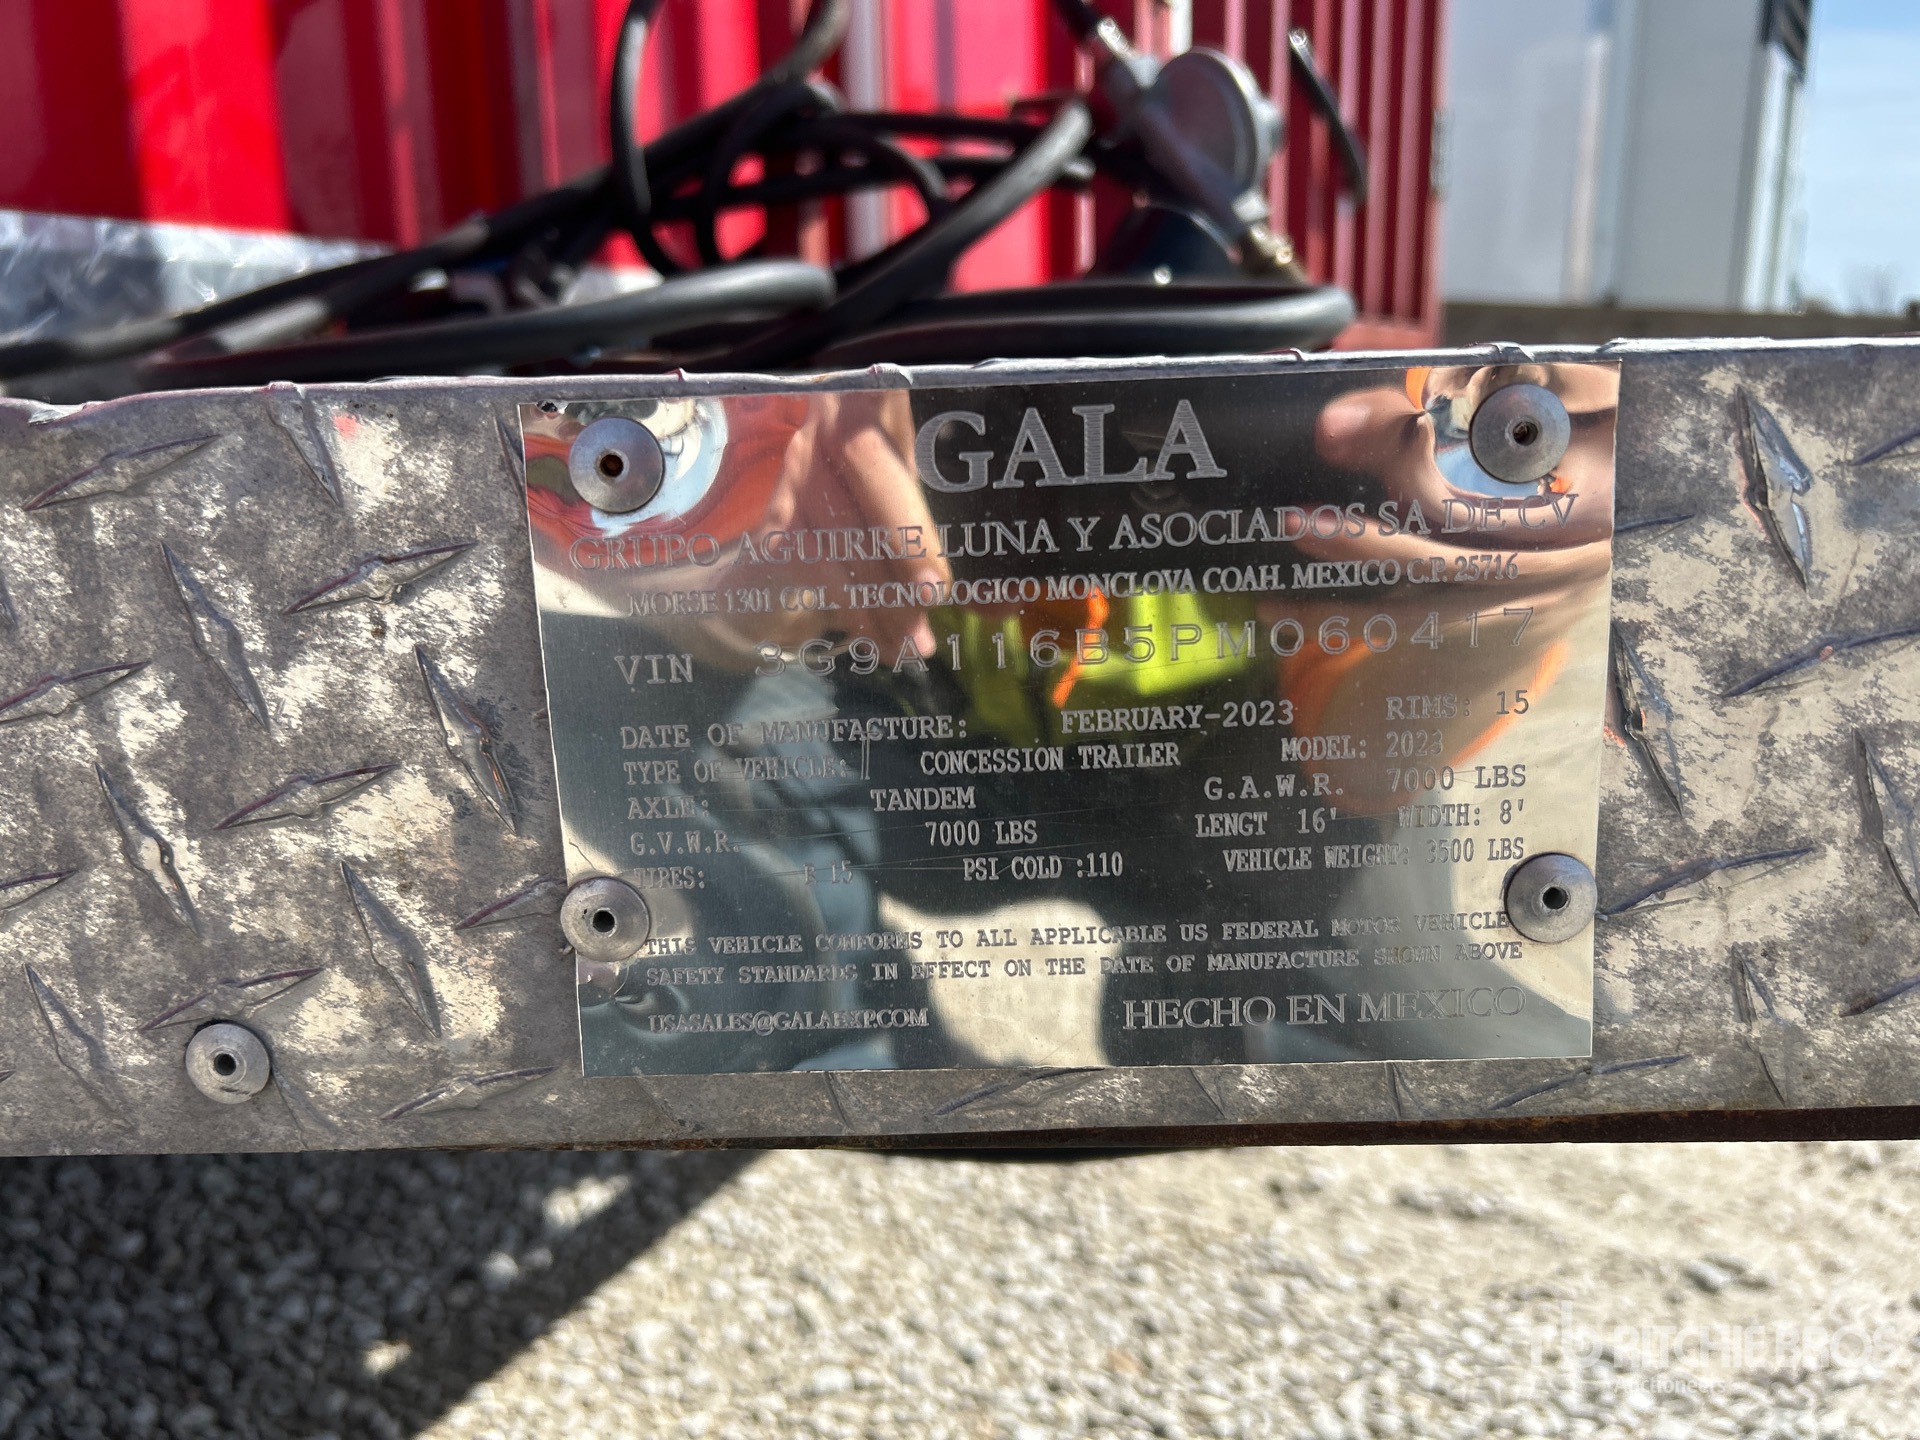 GALA
GRUPO AGUIRRE LUNA Y ASOCIADOS SA DE CV
MORSE 1301 COL. TECNOLOGICO MONCLOVA COAH. MEXICO C.P. 25716
VIN 3G9A116B5PM060417
DATE OF MANUFACTURE: FEBRUARY-2023 RIMS: 15
TYPE OF VEHICLE: CONCESSION TRAILER MODEL: 2023
AXLE: TANDEM G.A.W.R. 7000 LBS
G.V.W.R. 7000 LBS LENGT 16' WIDTH: 8'
TIRES: R 15 PSI COLD :110 VEHICLE WEIGHT: 3500 LBS
THIS VEHICLE CONFORMS TO ALL APPLICABLE US FEDERAL MOTOR VEHICLE
SAFETY STANDARDS IN EFFECT ON THE DATE OF MANUFACTURE SHOWN ABOVE
USASALES@GALAEXP.COM HECHO EN MEXICO
rb RITCHIE BROS
Auctioneers